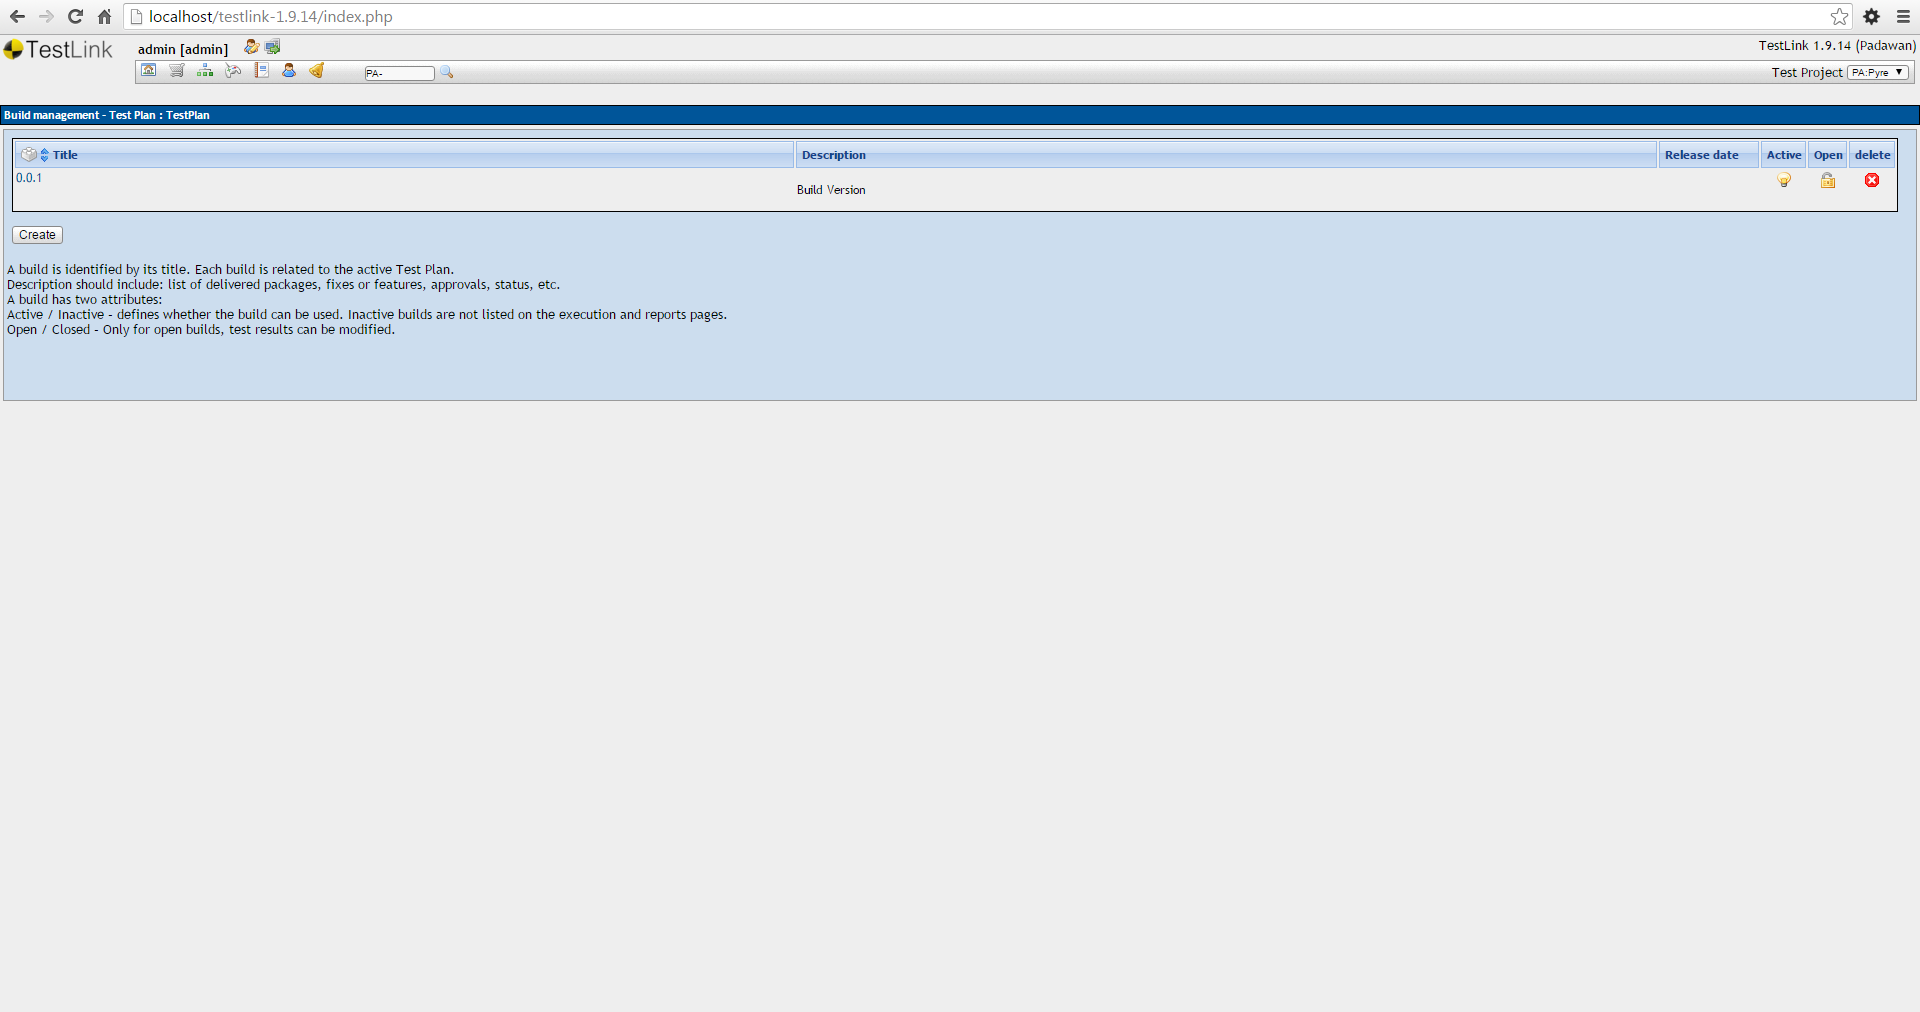 localhost/testlink-1.9.14/index.php
TestLink
admin [admin]
TestLink 1.9.14 (Padawan)
PA-
Test Project PA:Pyre
Build management - Test Plan : TestPlan
Title Description Release date Active Open delete
0.0.1
Build Version
Create
A build is identified by its title. Each build is related to the active Test Plan.
Description should include: list of delivered packages, fixes or features, approvals, status, etc.
A build has two attributes:
Active / Inactive - defines whether the build can be used. Inactive builds are not listed on the execution and reports pages.
Open / Closed - Only for open builds, test results can be modified.